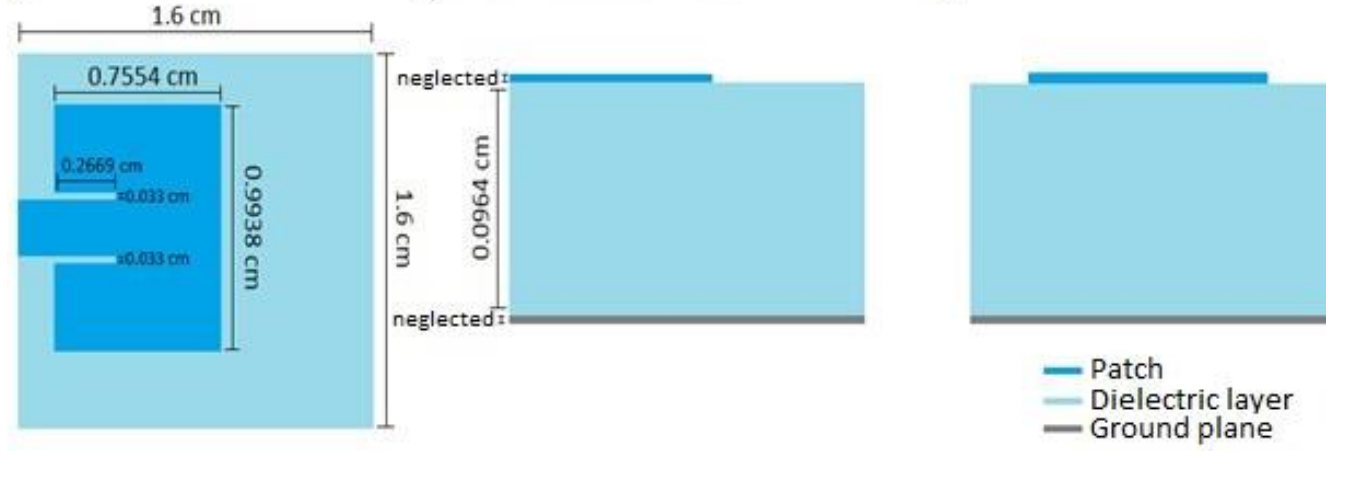 1.6 cm
0.7554 cm
0.2669 cm
≈0.033 cm
≈0.033 cm
0.9938 cm
1.6 cm
neglected
0.0964 cm
neglected
Patch
Dielectric layer
Ground plane